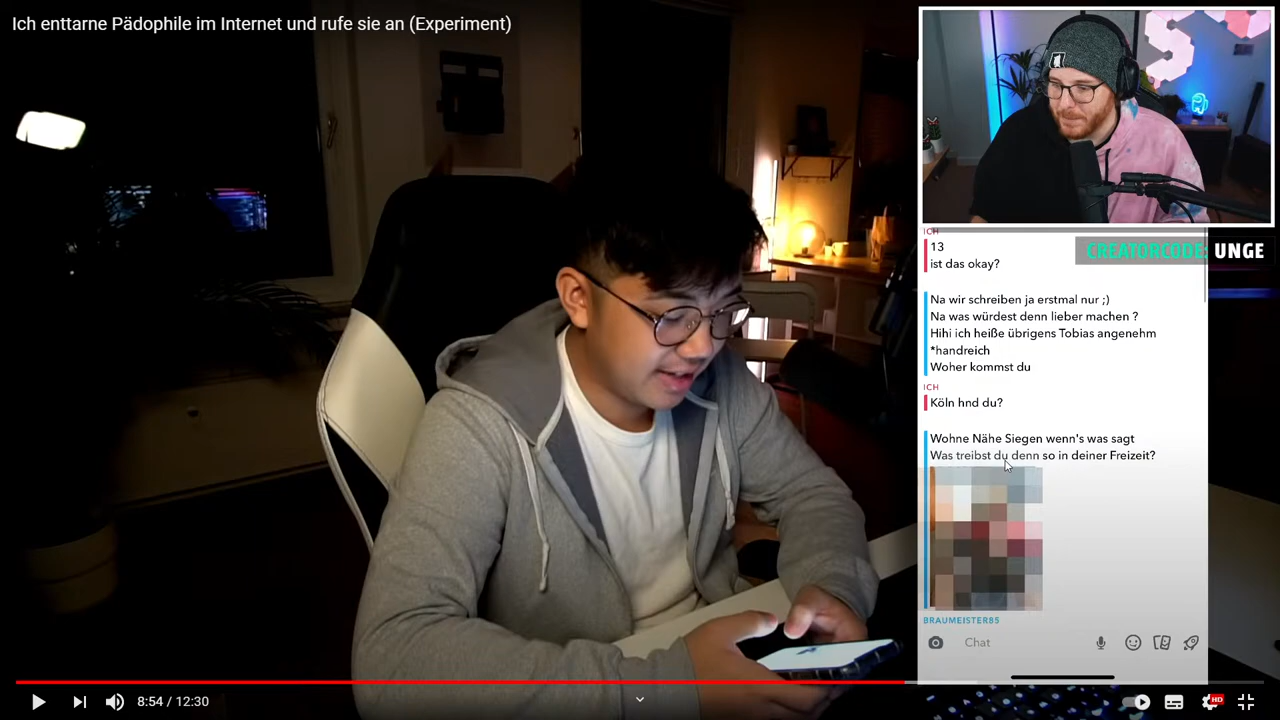 Ich enttarne Pädophile im Internet und rufe sie an (Experiment)
CREATORCODE: UNGE
ICH
13
ist das okay?
Na wir schreiben ja erstmal nur ;)
Na was würdest denn lieber machen ?
Hihi ich heiße übrigens Tobias angenehm
*handreich
Woher kommst du
ICH
Köln hnd du?
Wohne Nähe Siegen wenn's was sagt
Was treibst du denn so in deiner Freizeit?
BRAUMEISTER85
Chat
8:54 / 12:30
HD